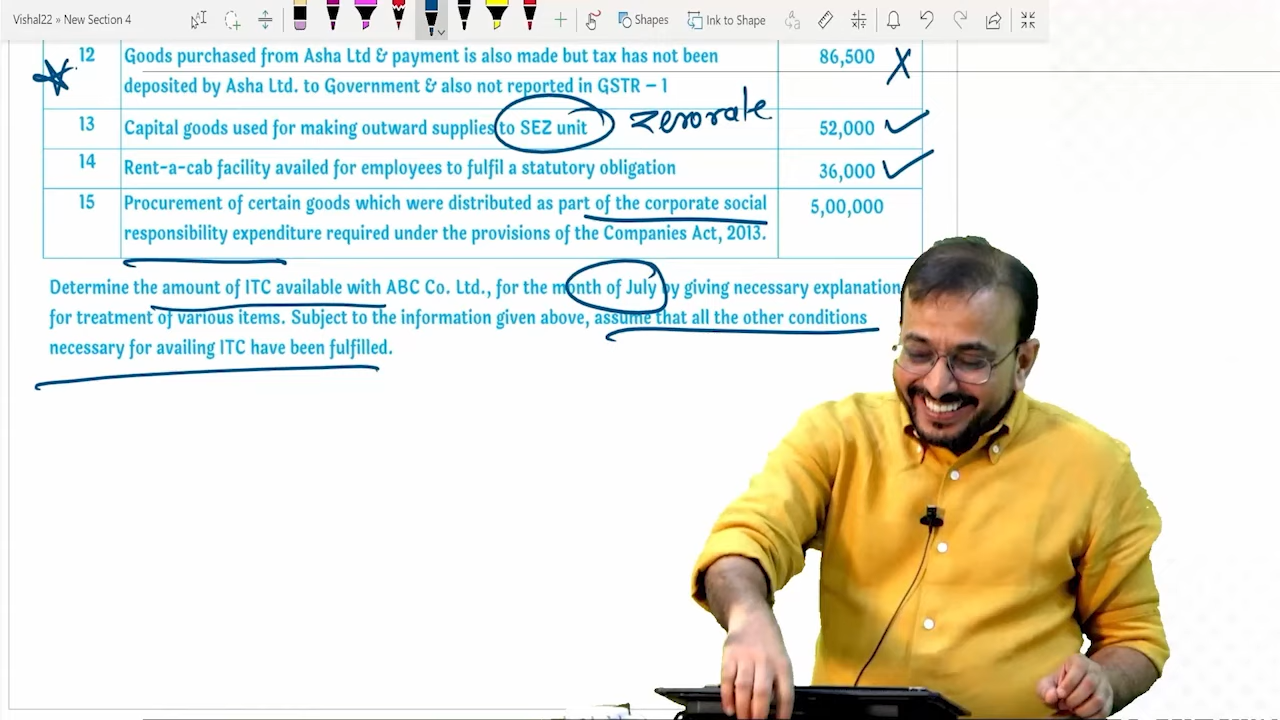 Vishal22 » New Section 4
Shapes
Ink to Shape
12 Goods purchased from Asha Ltd & payment is also made but tax has not been 86,500 X
deposited by Asha Ltd. to Government & also not reported in GSTR – 1
zero rate
13 Capital goods used for making outward supplies to SEZ unit 52,000
14 Rent-a-cab facility availed for employees to fulfil a statutory obligation 36,000
15 Procurement of certain goods which were distributed as part of the corporate social 5,00,000
responsibility expenditure required under the provisions of the Companies Act, 2013.
Determine the amount of ITC available with ABC Co. Ltd., for the month of July by giving necessary explanation
for treatment of various items. Subject to the information given above, assume that all the other conditions
necessary for availing ITC have been fulfilled.